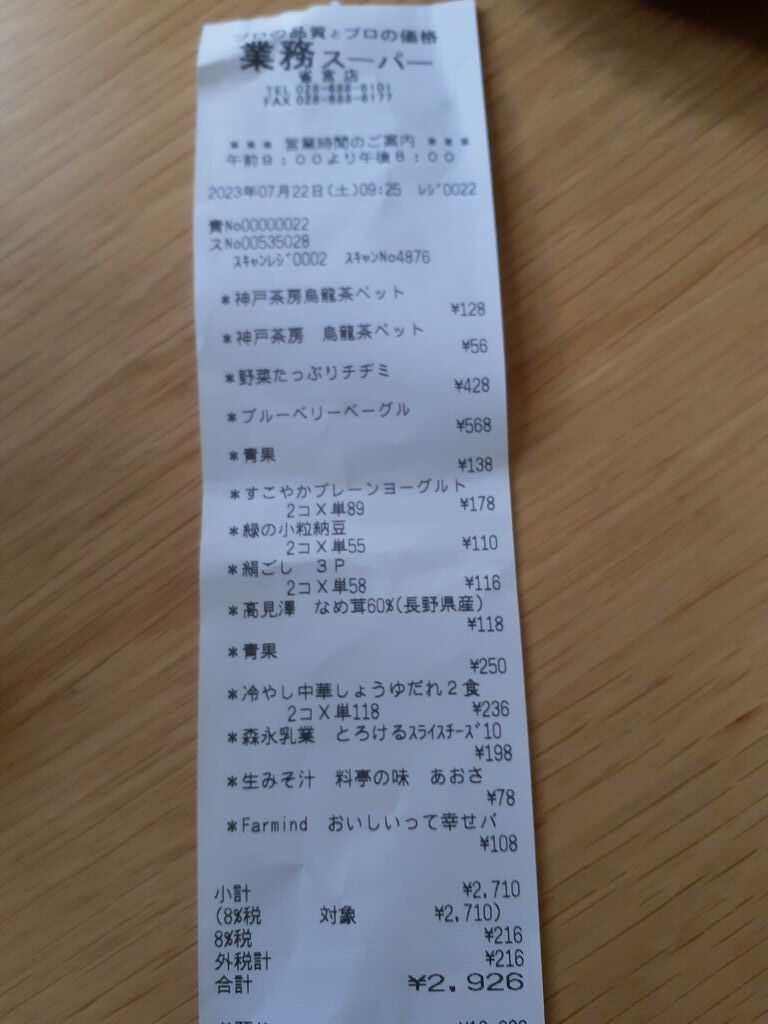 プロの品質とプロの価格
業務スーパー
雀宮店
TEL 028-688-6101
FAX 028-688-6177
＊＊＊ 営業時間のご案内 ＊＊＊
午前9：00より午後8：00
2023年07月22日(土)09:25 ﾚｼﾞ0022
責No00000022
スNo00535028
ｽｷｬﾝﾚｼﾞ0002 ｽｷｬﾝNo4876
＊神戸茶房烏龍茶ペット
¥128
＊神戸茶房 烏龍茶ペット
¥56
＊野菜たっぷりチヂミ
¥428
＊ブルーベリーベーグル
¥568
＊青果
¥138
＊すこやかプレーンヨーグルト
2コX単89 ¥178
＊緑の小粒納豆
2コX単55 ¥110
＊絹ごし 3P
2コX単58 ¥116
＊高見澤 なめ茸60%(長野県産)
¥118
＊青果
¥250
＊冷やし中華しょうゆだれ2食
2コX単118 ¥236
＊森永乳業 とろけるｽﾗｲｽﾁｰｽﾞ10
¥198
＊生みそ汁 料亭の味 あおさ
¥78
＊Farmind おいしいって幸せバ
¥108
小計 ¥2,710
(8%税 対象 ¥2,710)
8%税 ¥216
外税計 ¥216
合計 ¥2,926